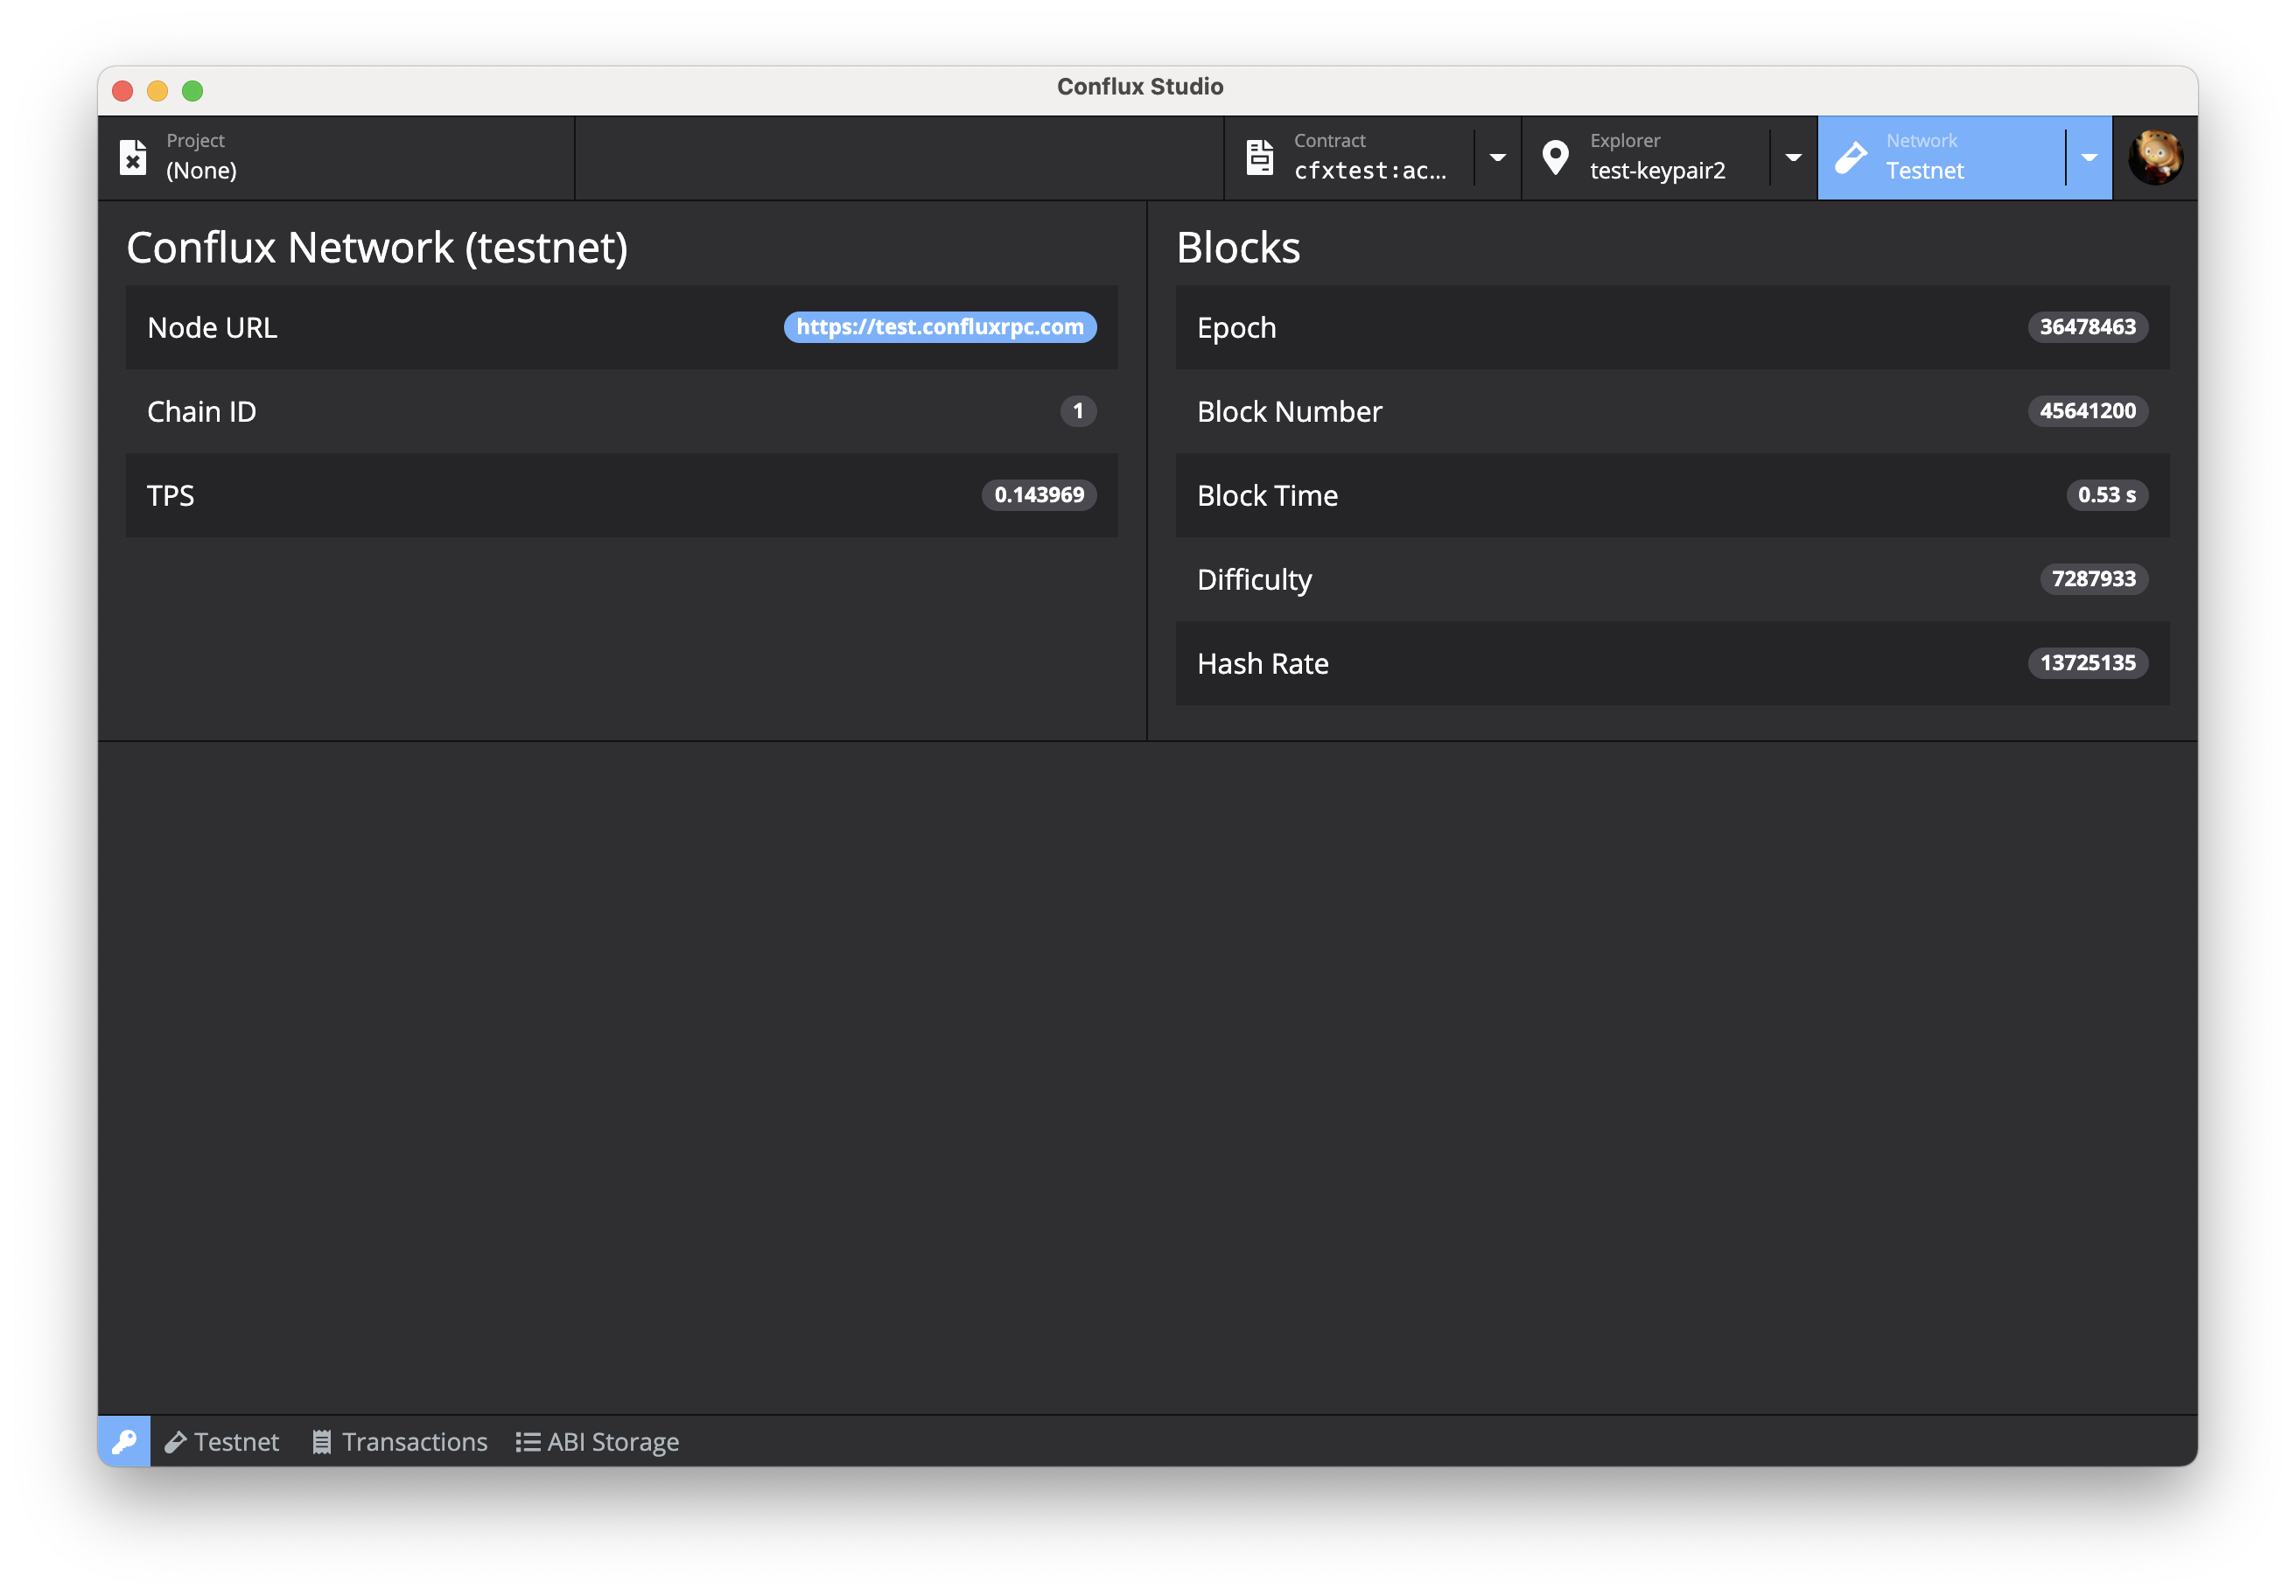 Conflux Studio
Project
(None)
Contract
cfxtest:ac...
Explorer
test-keypair2
Network
Testnet
Conflux Network (testnet)
Node URL https://test.confluxrpc.com
Chain ID 1
TPS 0.143969
Blocks
Epoch 36478463
Block Number 45641200
Block Time 0.53 s
Difficulty 7287933
Hash Rate 13725135
Testnet Transactions ABI Storage